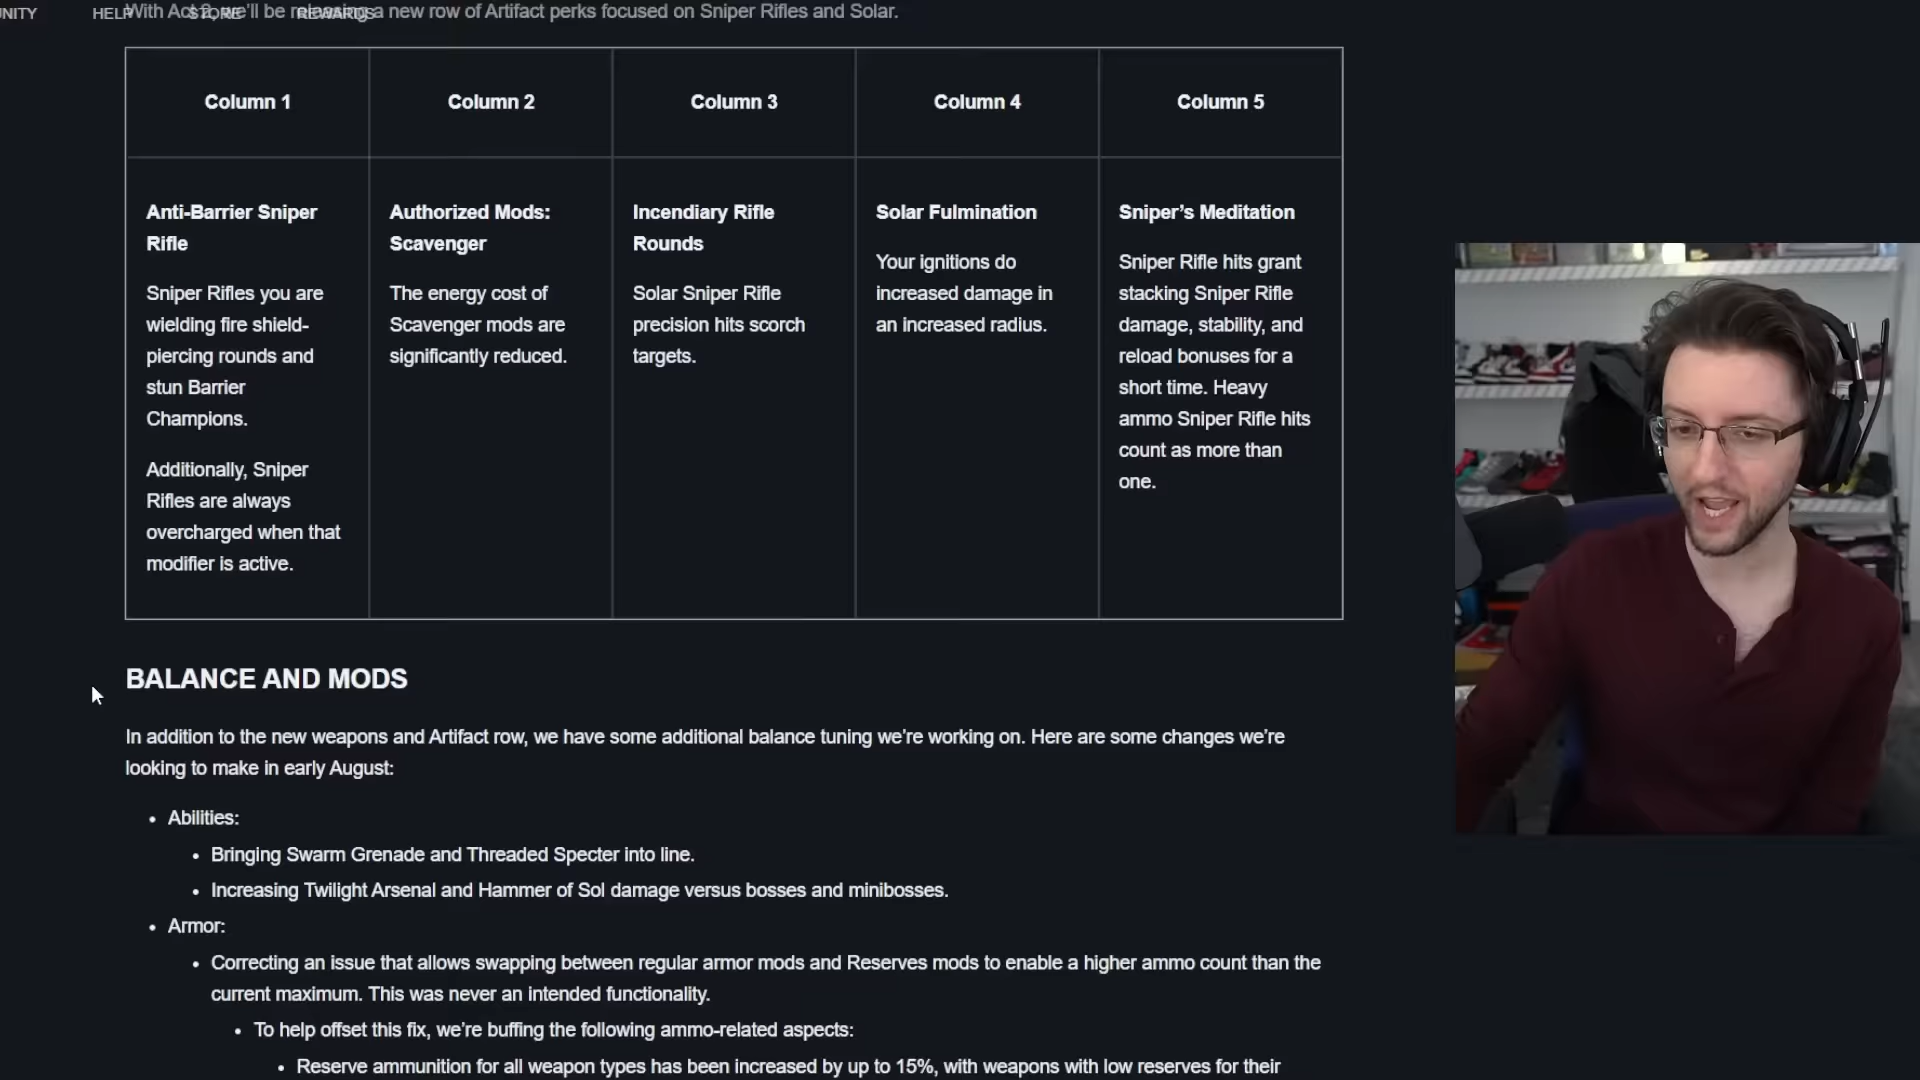 UNITY HELP STORE REWARDS
With Act 2, we'll be releasing a new row of Artifact perks focused on Sniper Rifles and Solar.
Column 1
Column 2
Column 3
Column 4
Column 5
Anti-Barrier Sniper
Rifle
Sniper Rifles you are
wielding fire shield-
piercing rounds and
stun Barrier
Champions.
Additionally, Sniper
Rifles are always
overcharged when that
modifier is active.
Authorized Mods:
Scavenger
The energy cost of
Scavenger mods are
significantly reduced.
Incendiary Rifle
Rounds
Solar Sniper Rifle
precision hits scorch
targets.
Solar Fulmination
Your ignitions do
increased damage in
an increased radius.
Sniper’s Meditation
Sniper Rifle hits grant
stacking Sniper Rifle
damage, stability, and
reload bonuses for a
short time. Heavy
ammo Sniper Rifle hits
count as more than
one.
BALANCE AND MODS
In addition to the new weapons and Artifact row, we have some additional balance tuning we’re working on. Here are some changes we’re
looking to make in early August:
• Abilities:
• Bringing Swarm Grenade and Threaded Specter into line.
• Increasing Twilight Arsenal and Hammer of Sol damage versus bosses and minibosses.
• Armor:
• Correcting an issue that allows swapping between regular armor mods and Reserves mods to enable a higher ammo count than the
current maximum. This was never an intended functionality.
• To help offset this fix, we’re buffing the following ammo-related aspects:
• Reserve ammunition for all weapon types has been increased by up to 15%, with weapons with low reserves for their